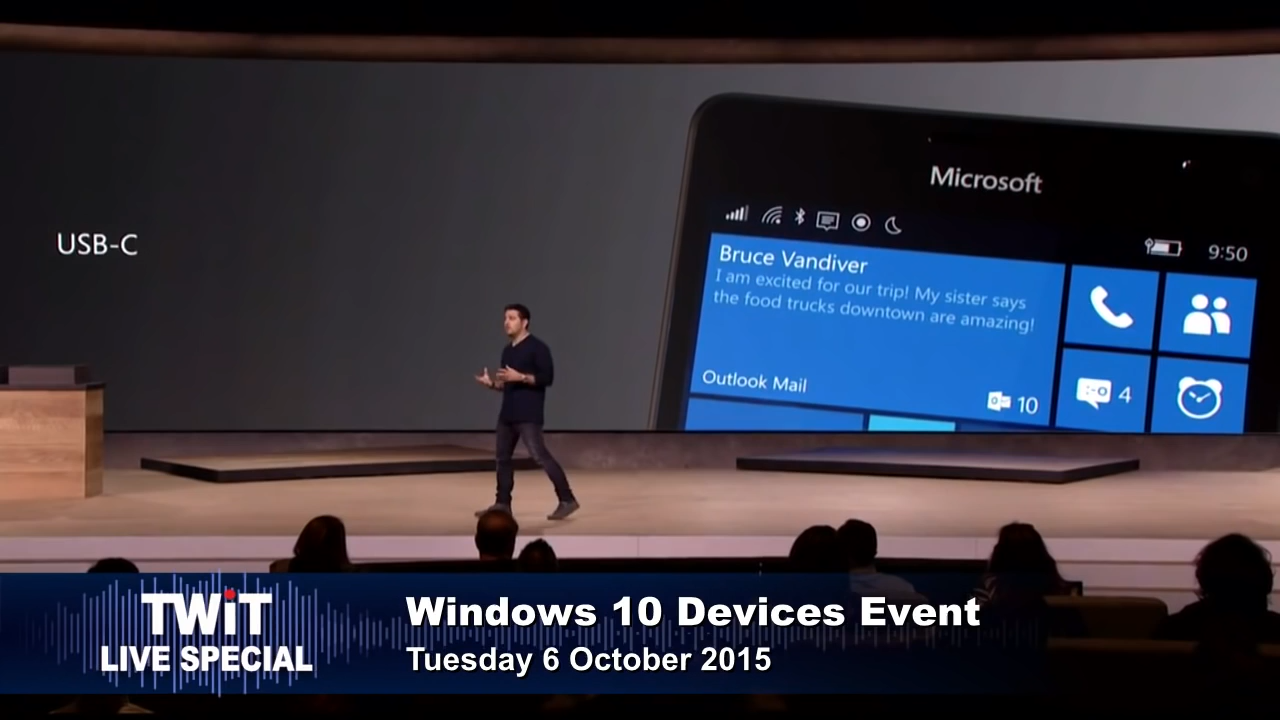 USB-C
Microsoft
9:50
Bruce Vandiver
I am excited for our trip! My sister says
the food trucks downtown are amazing!
Outlook Mail
10
4
TWiT
LIVE SPECIAL
Windows 10 Devices Event
Tuesday 6 October 2015